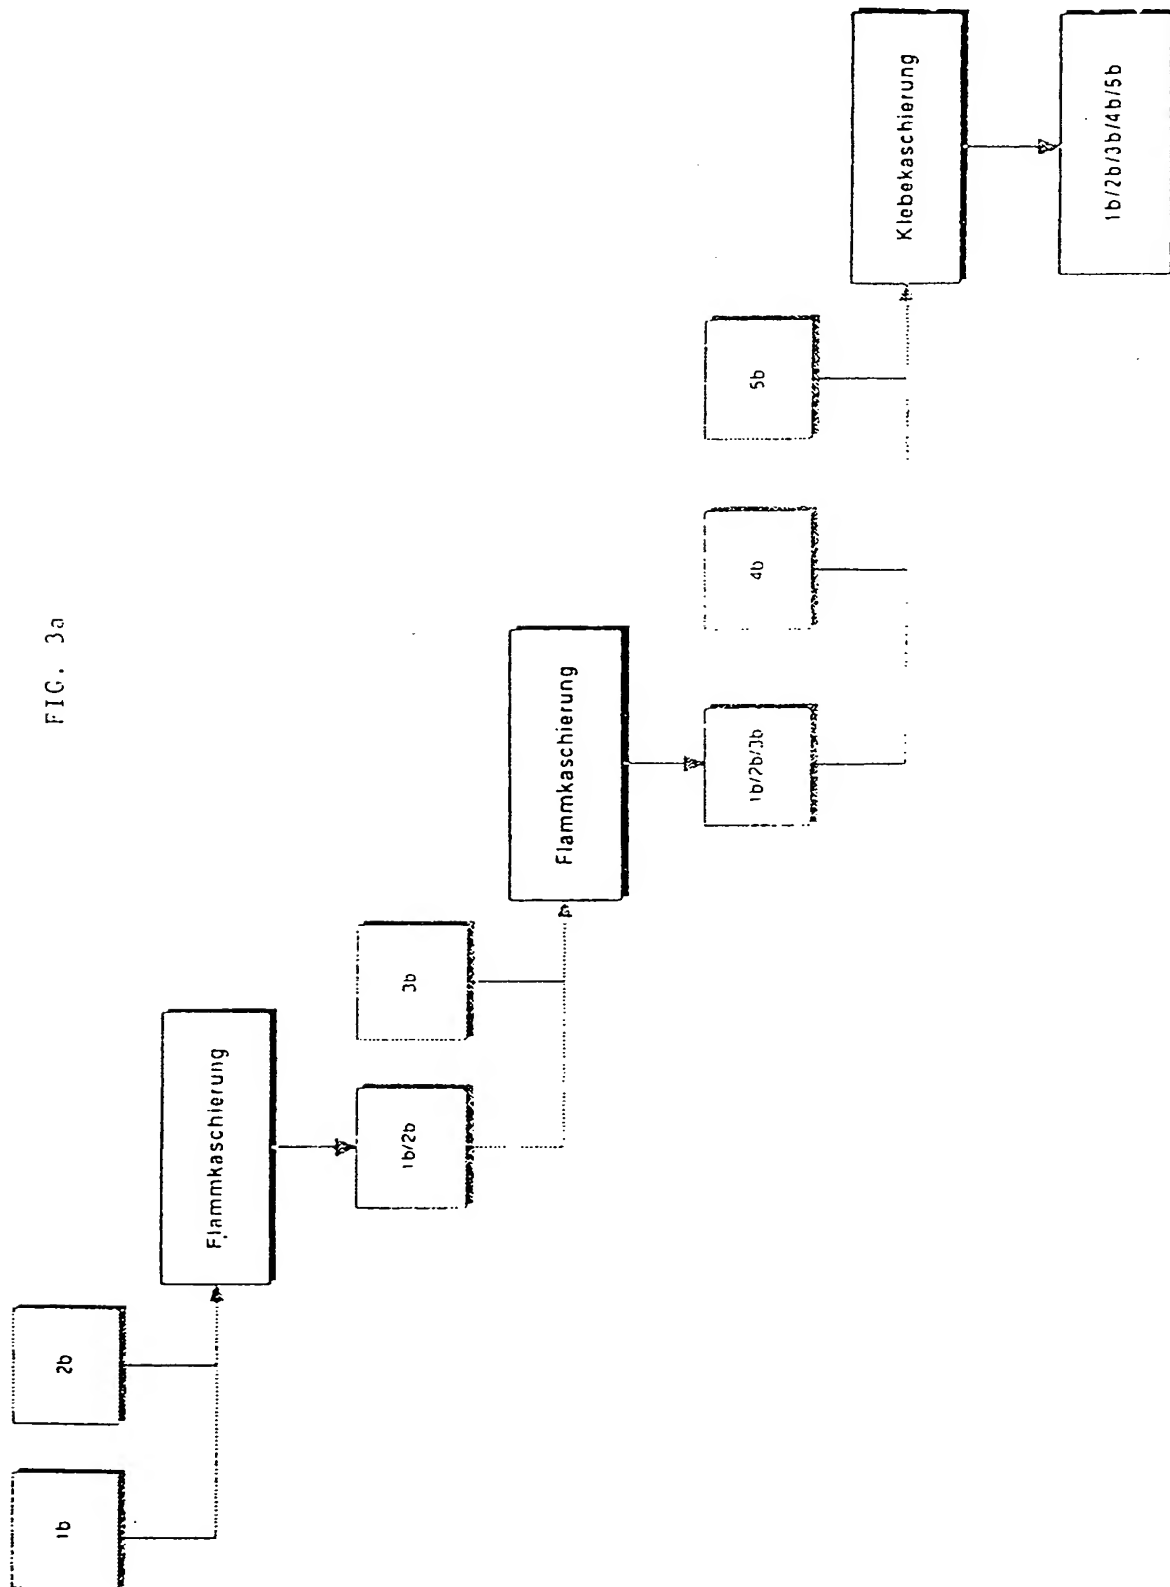 FIG. 3a
1b
2b
Flammkaschierung
1b/2b
3b
Flammkaschierung
1b/2b/3b
4b
5b
Klebekaschierung
1b/2b/3b/4b/5b